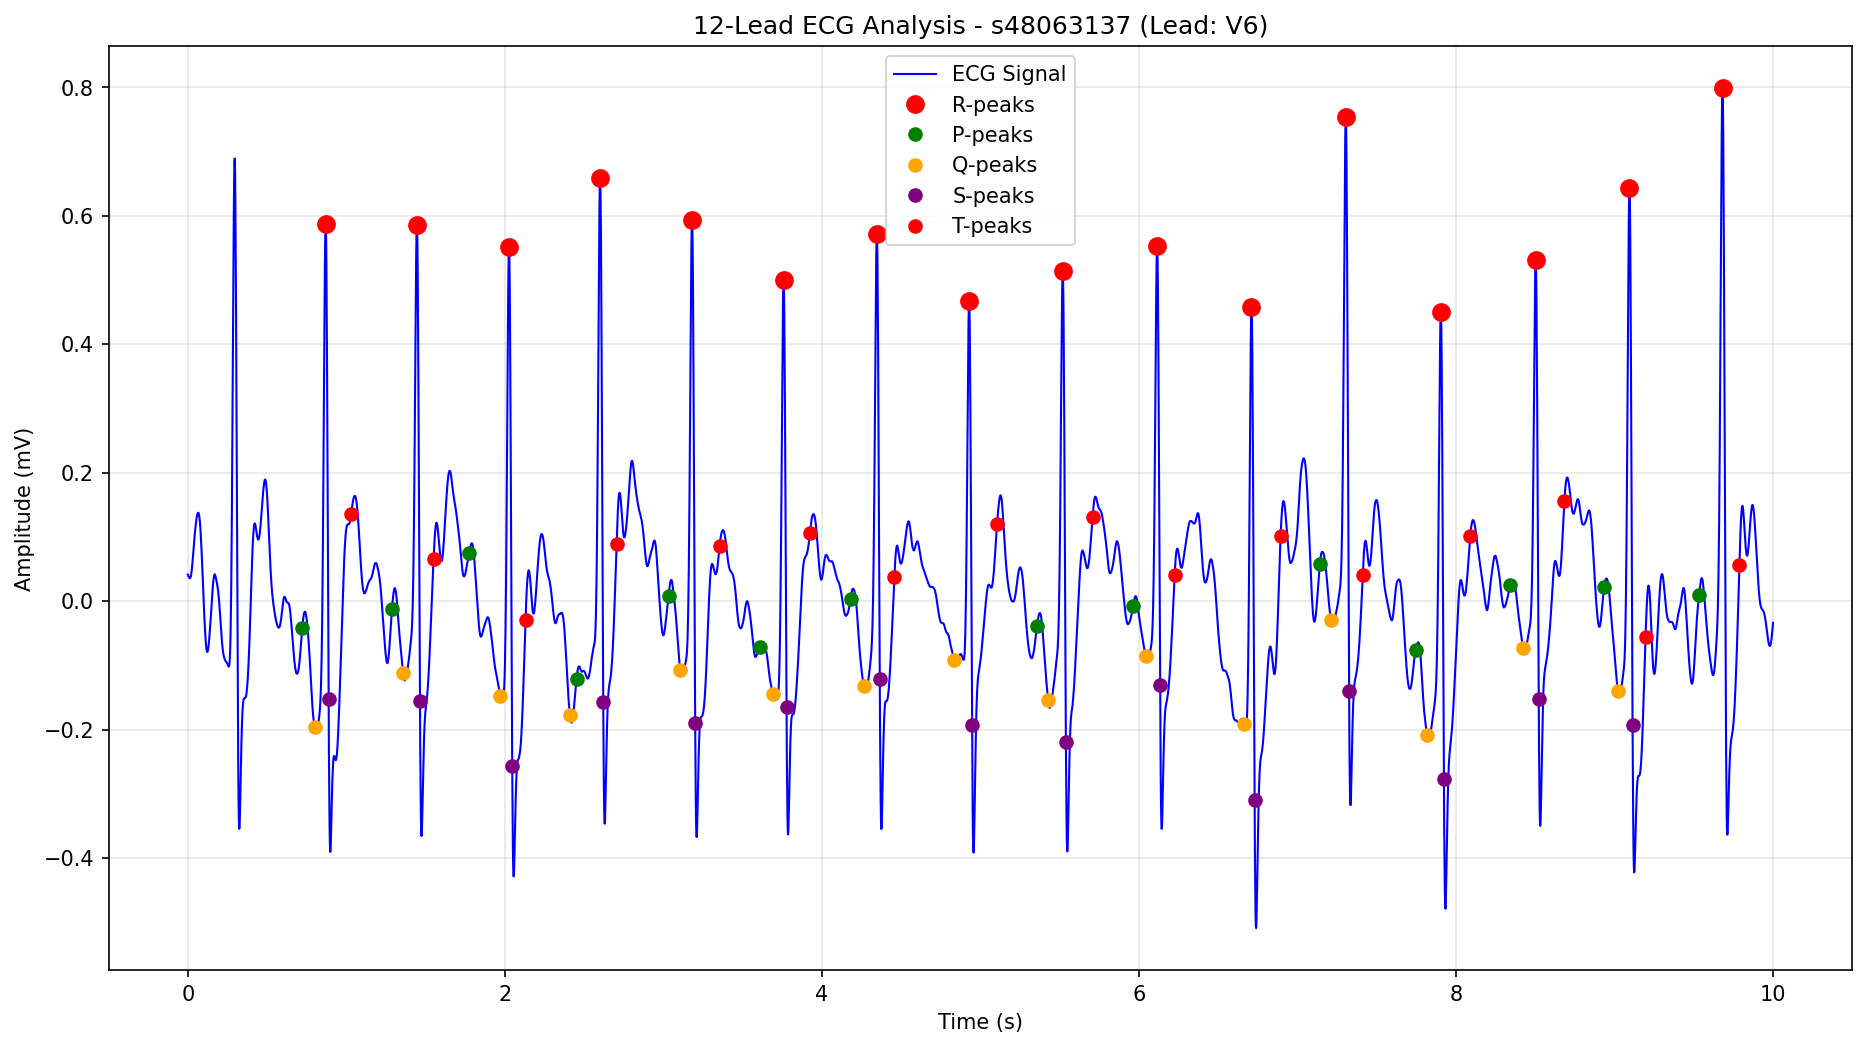 12-Lead ECG Analysis - s48063137 (Lead: V6)
ECG Signal
R-peaks
P-peaks
Q-peaks
S-peaks
T-peaks
Amplitude (mV)
0.8
0.6
0.4
0.2
0.0
−0.2
−0.4
0 2 4 6 8 10
Time (s)